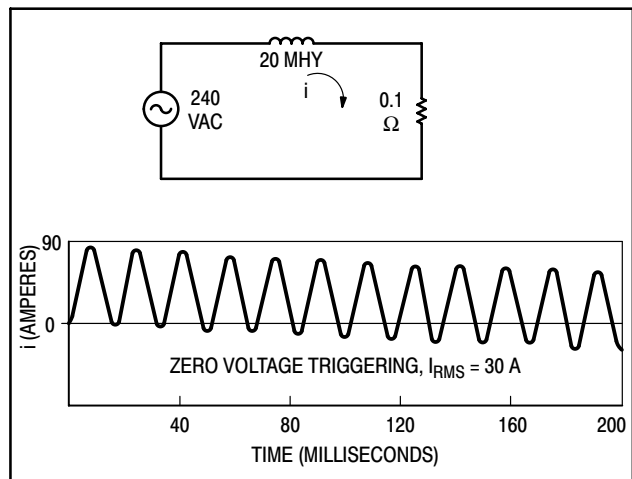 20 MHY
240
VAC
i
0.1
Ω
i (AMPERES)
90
0
ZERO VOLTAGE TRIGGERING, IRMS = 30 A
40
80
120
160
200
TIME (MILLISECONDS)